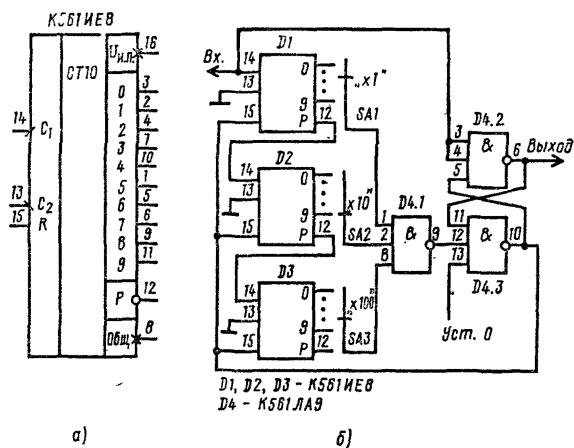 К561ИЕ8
Uи.п.
16
СТ10
0 3
1 2
2 4
3 7
4 10
5 1
6 5
7 6
8 9
9 11
14 C1
13 C2
15 R
P 12
Общ. 8
а)
Вх.
D1
14
13
15
0
9
P 12
„x1"
SA1
D2
14
13
15
0
9
P 12
„x10"
SA2
D3
14
13
15
0
9
P 12
„x100"
SA3
D4.1
1
2
8
&
9
D4.2
3
4
5
&
6
Выход
11
12
13
&
10
D4.3
Уст. 0
D1, D2, D3 - К561ИЕ8
D4 - К561ЛА9
б)